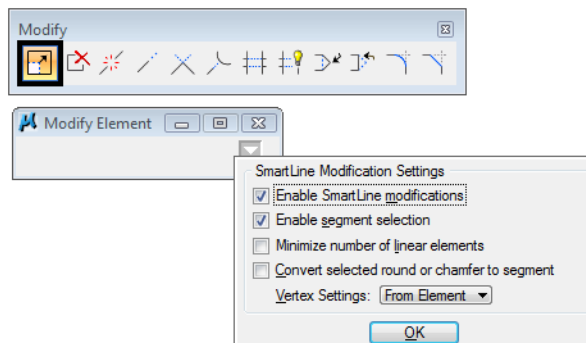 Modify
Modify Element
SmartLine Modification Settings
Enable SmartLine modifications
Enable segment selection
Minimize number of linear elements
Convert selected round or chamfer to segment
Vertex Settings: From Element
OK